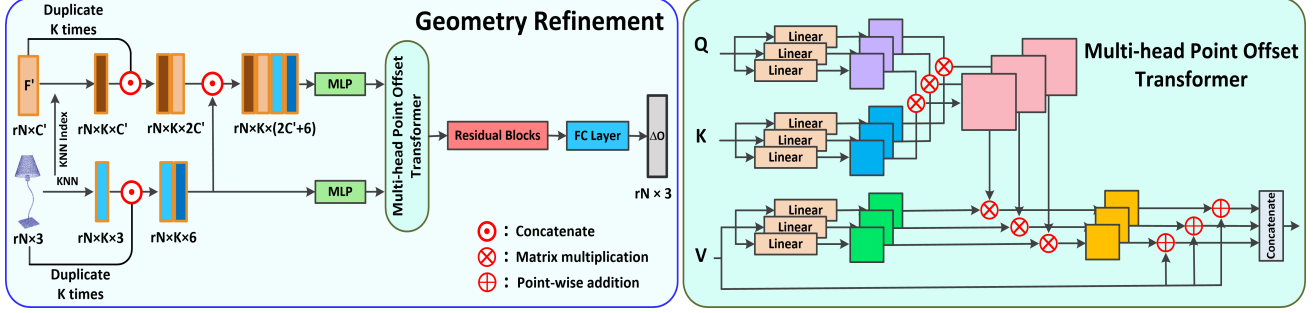 Geometry Refinement
Duplicate
K times
F'
rN×C'
rN×K×C'
rN×K×2C'
rN×K×(2C'+6)
MLP
KNN Index
KNN
rN×3
rN×K×3
rN×K×6
MLP
Duplicate
K times
Multi-head Point Offset
Transformer
Residual Blocks
FC Layer
ΔO
rN × 3
: Concatenate
: Matrix multiplication
: Point-wise addition
Multi-head Point Offset
Transformer
Q
Linear
Linear
Linear
K
Linear
Linear
Linear
V
Linear
Linear
Linear
Concatenate